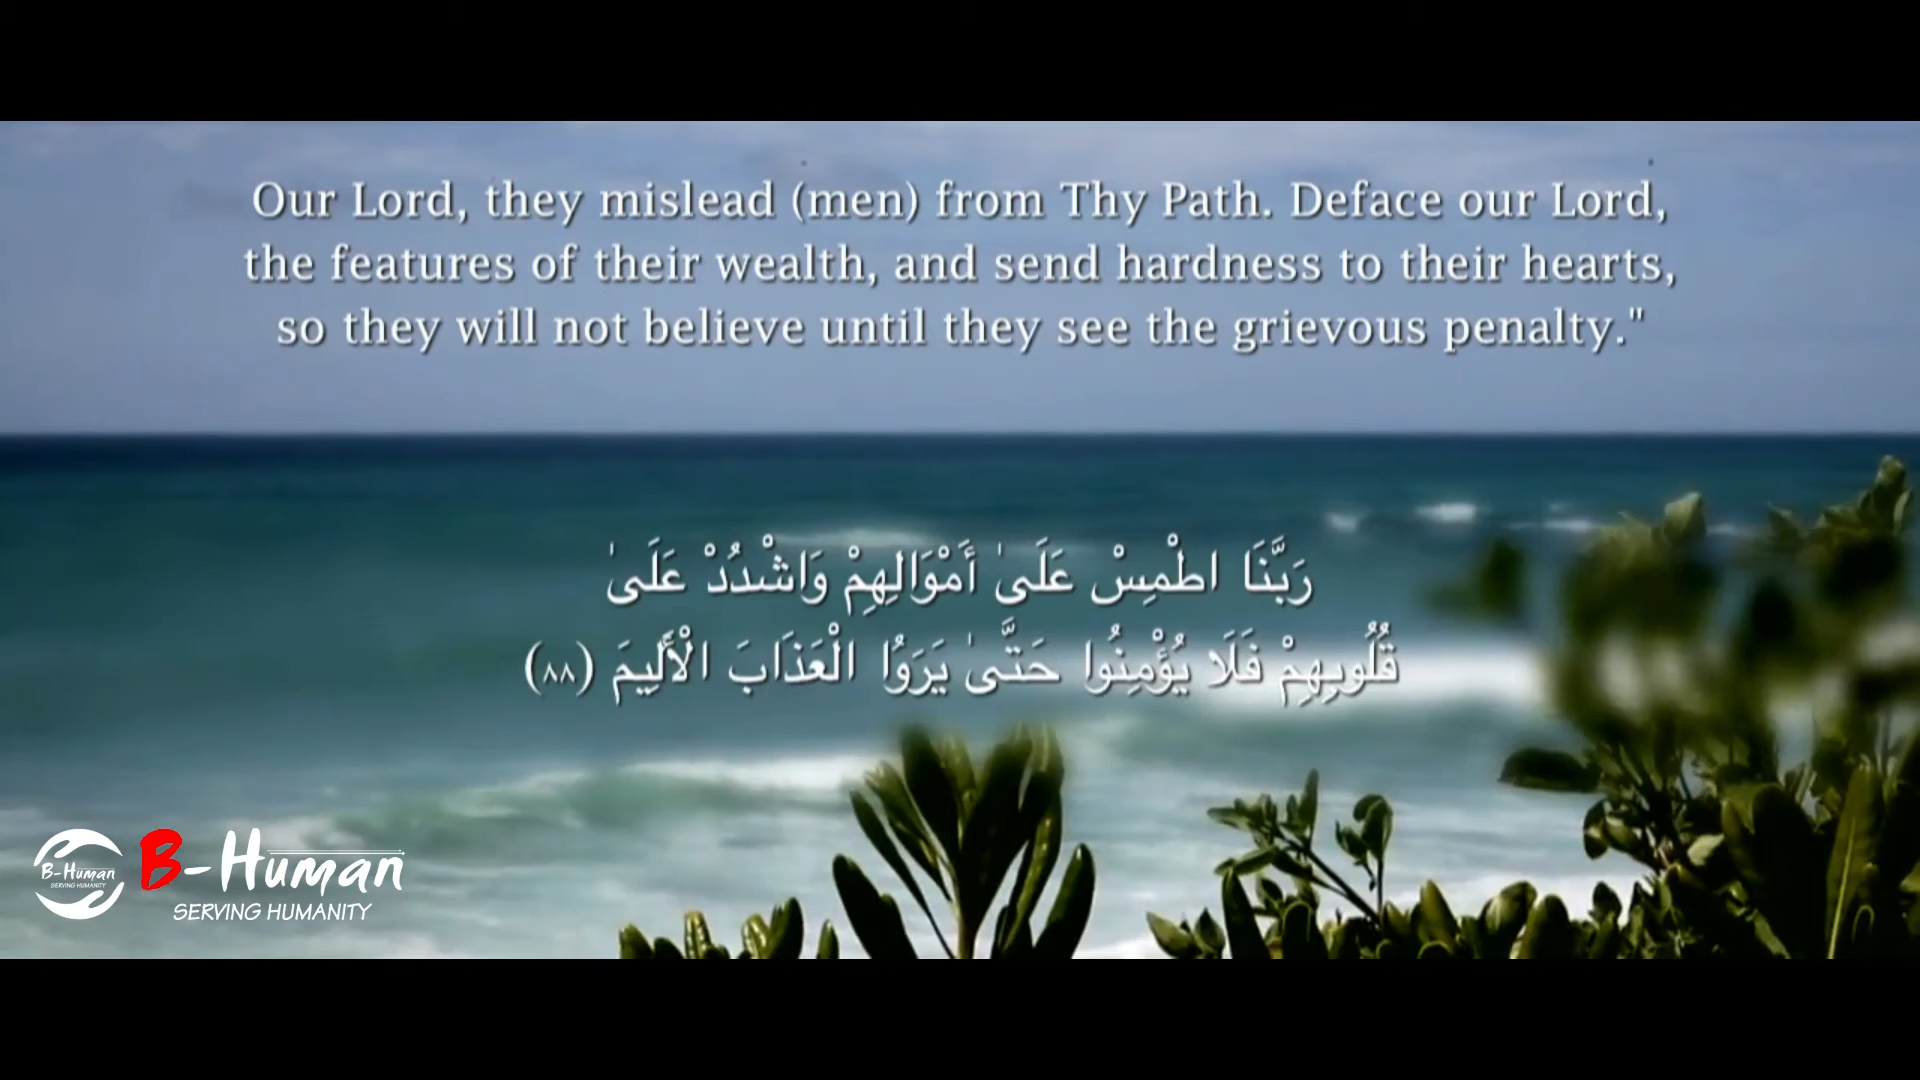 Our Lord, they mislead (men) from Thy Path. Deface our Lord,
the features of their wealth, and send hardness to their hearts,
so they will not believe until they see the grievous penalty."
رَبَّنَا اطْمِسْ عَلَىٰ أَمْوَالِهِمْ وَاشْدُدْ عَلَىٰ
قُلُوبِهِمْ فَلَا يُؤْمِنُوا حَتَّىٰ يَرَوُا الْعَذَابَ الْأَلِيمَ (٨٨)
B-Human
SERVING HUMANITY
B-Human
SERVING HUMANITY